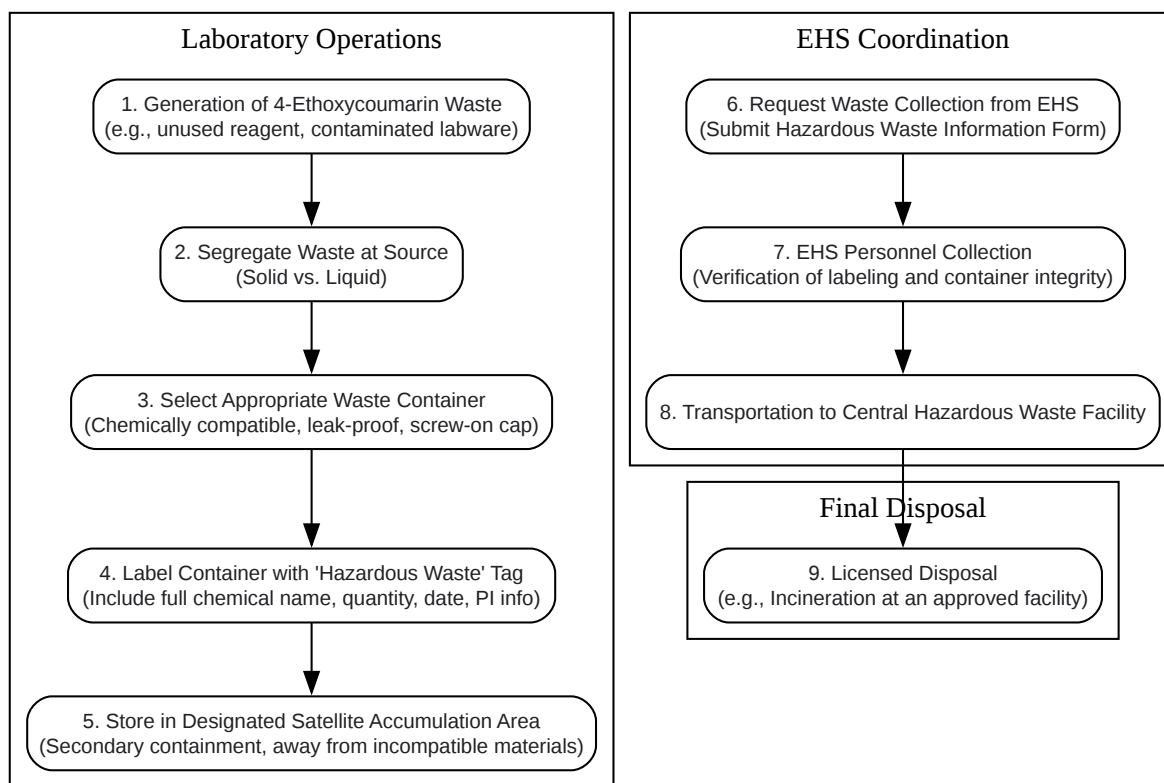 Laboratory Operations
1. Generation of 4-Ethoxycoumarin Waste
(e.g., unused reagent, contaminated labware)
2. Segregate Waste at Source
(Solid vs. Liquid)
3. Select Appropriate Waste Container
(Chemically compatible, leak-proof, screw-on cap)
4. Label Container with 'Hazardous Waste' Tag
(Include full chemical name, quantity, date, PI info)
5. Store in Designated Satellite Accumulation Area
(Secondary containment, away from incompatible materials)
EHS Coordination
6. Request Waste Collection from EHS
(Submit Hazardous Waste Information Form)
7. EHS Personnel Collection
(Verification of labeling and container integrity)
8. Transportation to Central Hazardous Waste Facility
Final Disposal
9. Licensed Disposal
(e.g., Incineration at an approved facility)